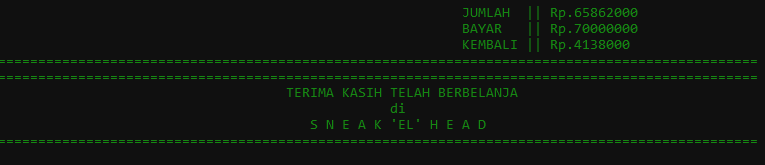 JUMLAH || Rp.65862000
BAYAR || Rp.70000000
KEMBALI || Rp.4138000
===============================================================================================
===============================================================================================
TERIMA KASIH TELAH BERBELANJA
di
S N E A K 'EL' H E A D
===============================================================================================